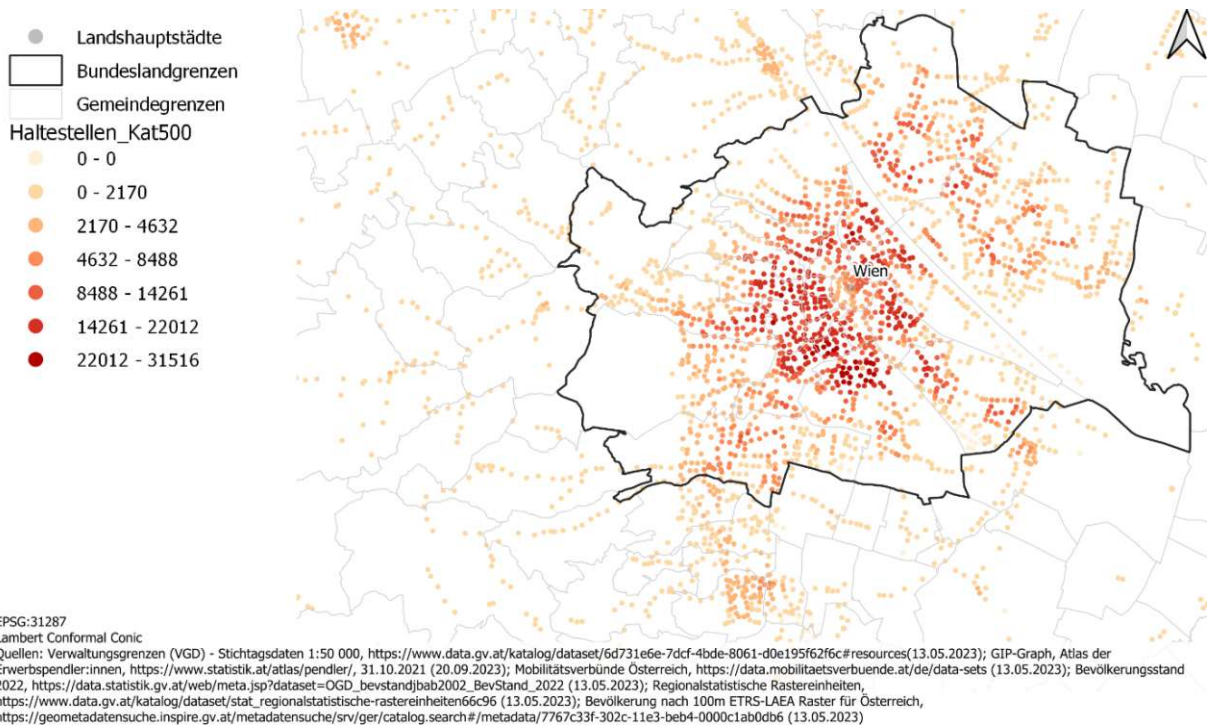 Landshauptstädte
Bundeslandgrenzen
Gemeindegrenzen
Haltestellen_Kat500
0 - 0
0 - 2170
2170 - 4632
4632 - 8488
8488 - 14261
14261 - 22012
22012 - 31516
Wien
EPSG:31287
Lambert Conformal Conic
Quellen: Verwaltungsgrenzen (VGD) - Stichtagsdaten 1:50 000, https://www.data.gv.at/katalog/dataset/6d731e6e-7dcf-4bde-8061-d0e195f62f6c#resources(13.05.2023); GIP-Graph, Atlas der
Erwerbspendler:innen, https://www.statistik.at/atlas/pendler/, 31.10.2021 (20.09.2023); Mobilitätsverbünde Österreich, https://data.mobilitaetsverbuende.at/de/data-sets (13.05.2023); Bevölkerungsstand
2022, https://data.statistik.gv.at/web/meta.jsp?dataset=OGD_bevstandjbab2002_BevStand_2022 (13.05.2023); Regionalstatistische Rastereinheiten,
https://www.data.gv.at/katalog/dataset/stat_regionalstatistische-rastereinheiten66c96 (13.05.2023); Bevölkerung nach 100m ETRS-LAEA Raster für Österreich,
https://geometadatensuche.inspire.gv.at/metadatensuche/srv/ger/catalog.search#/metadata/7767c33f-302c-11e3-beb4-0000c1ab0db6 (13.05.2023)